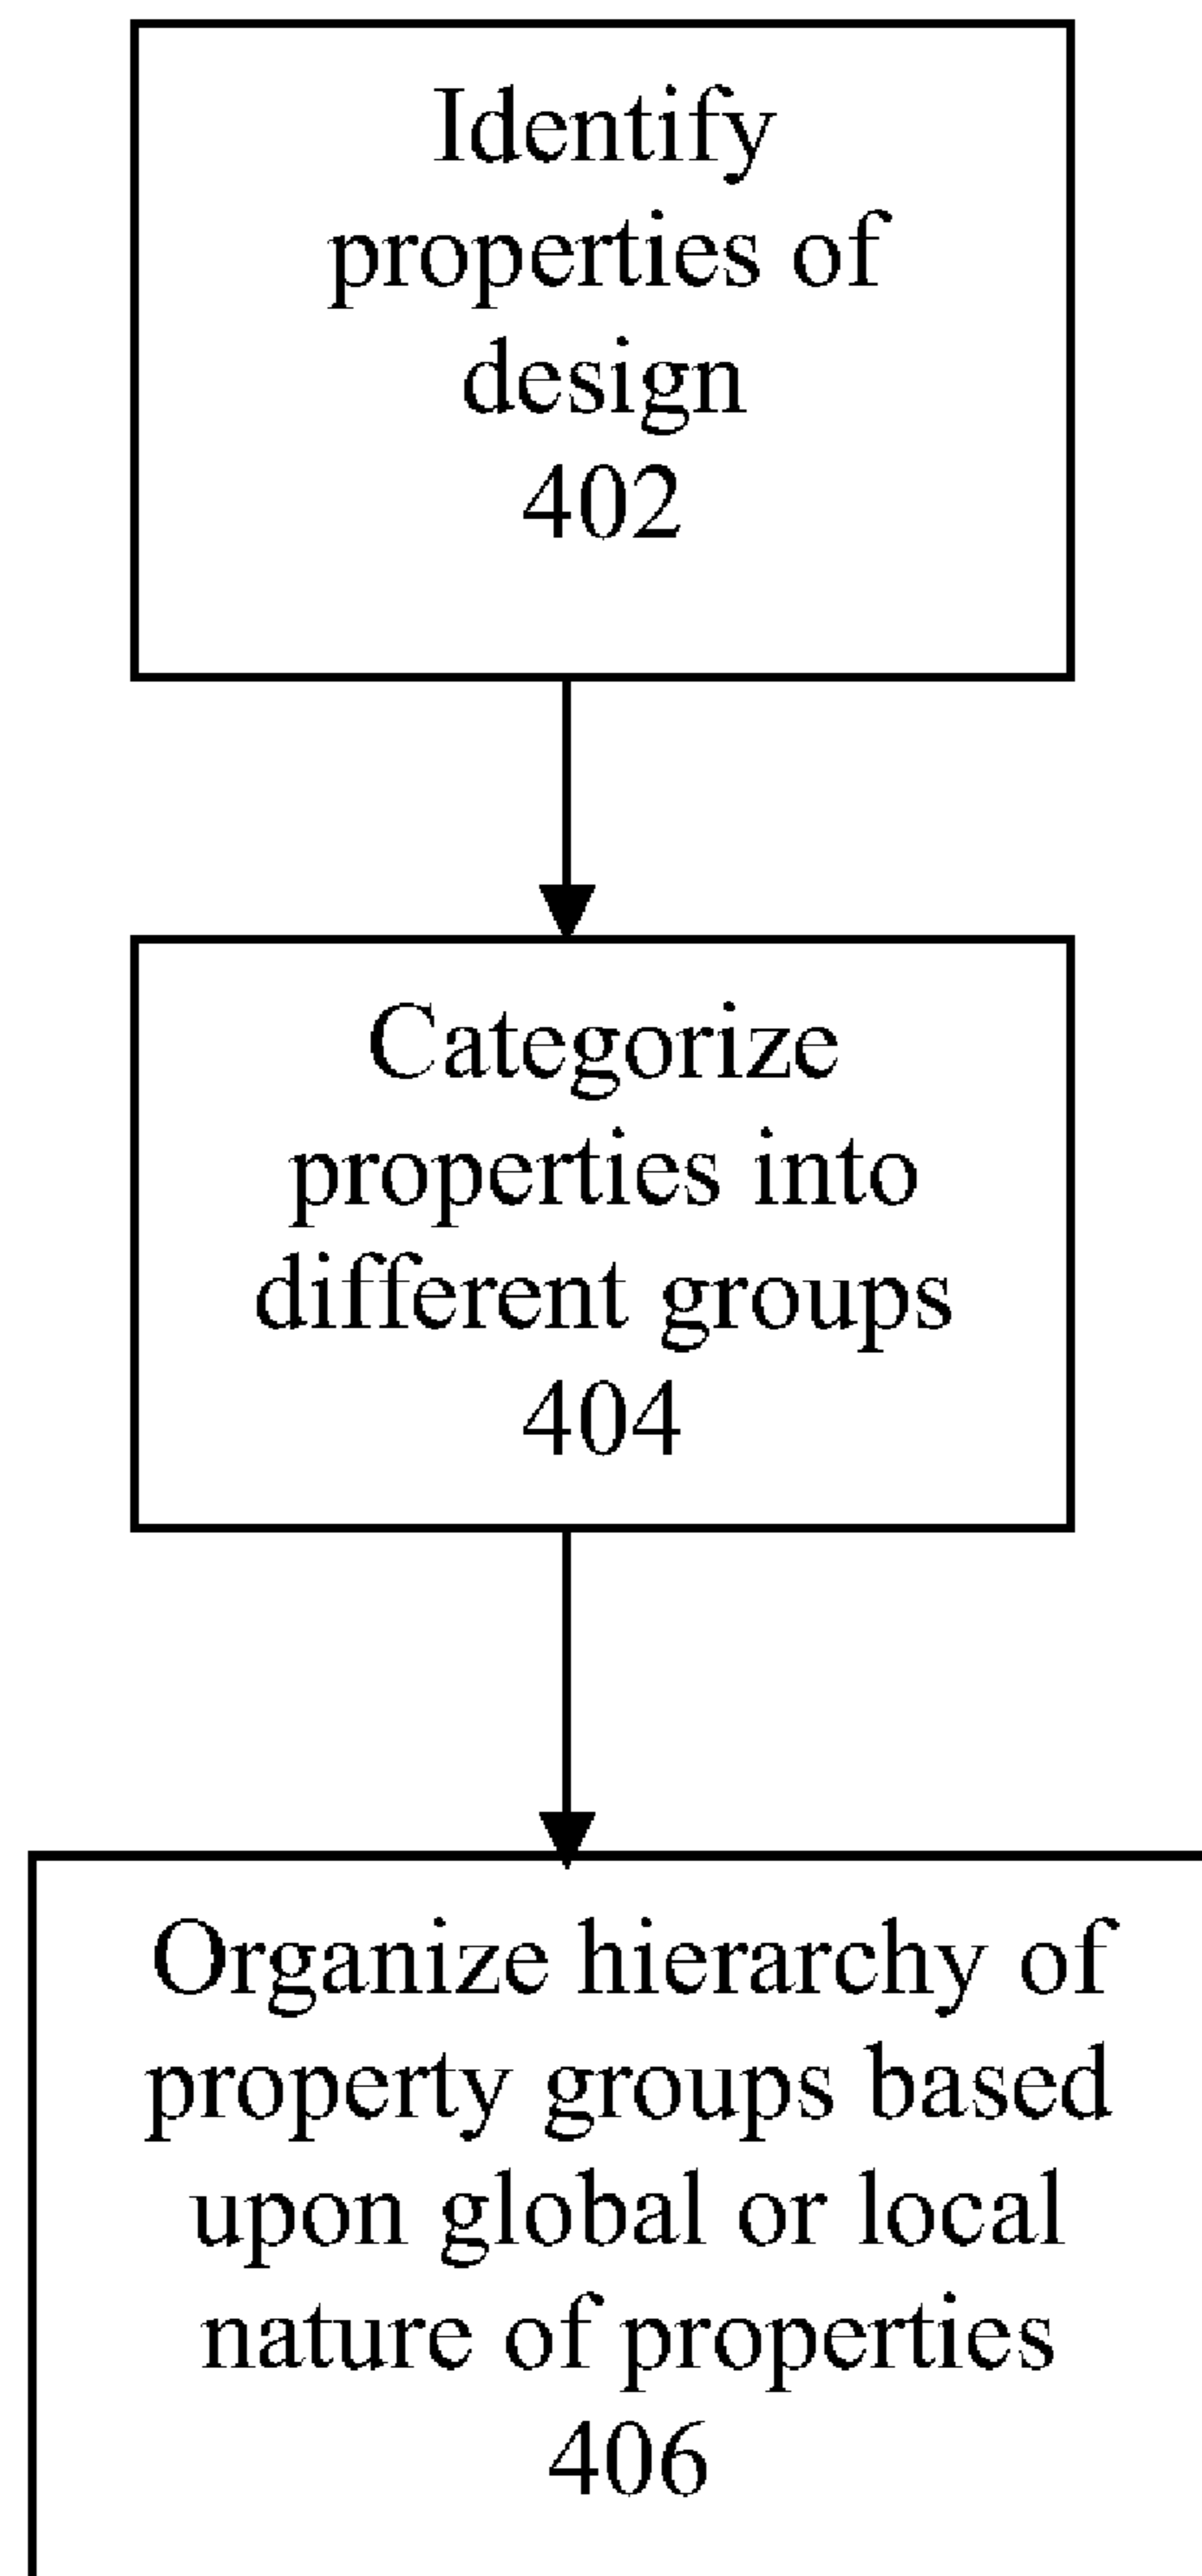 Identify
properties of
design
402
Categorize
properties into
different groups
404
Organize hierarchy of
property groups based
upon global or local
nature of properties
406